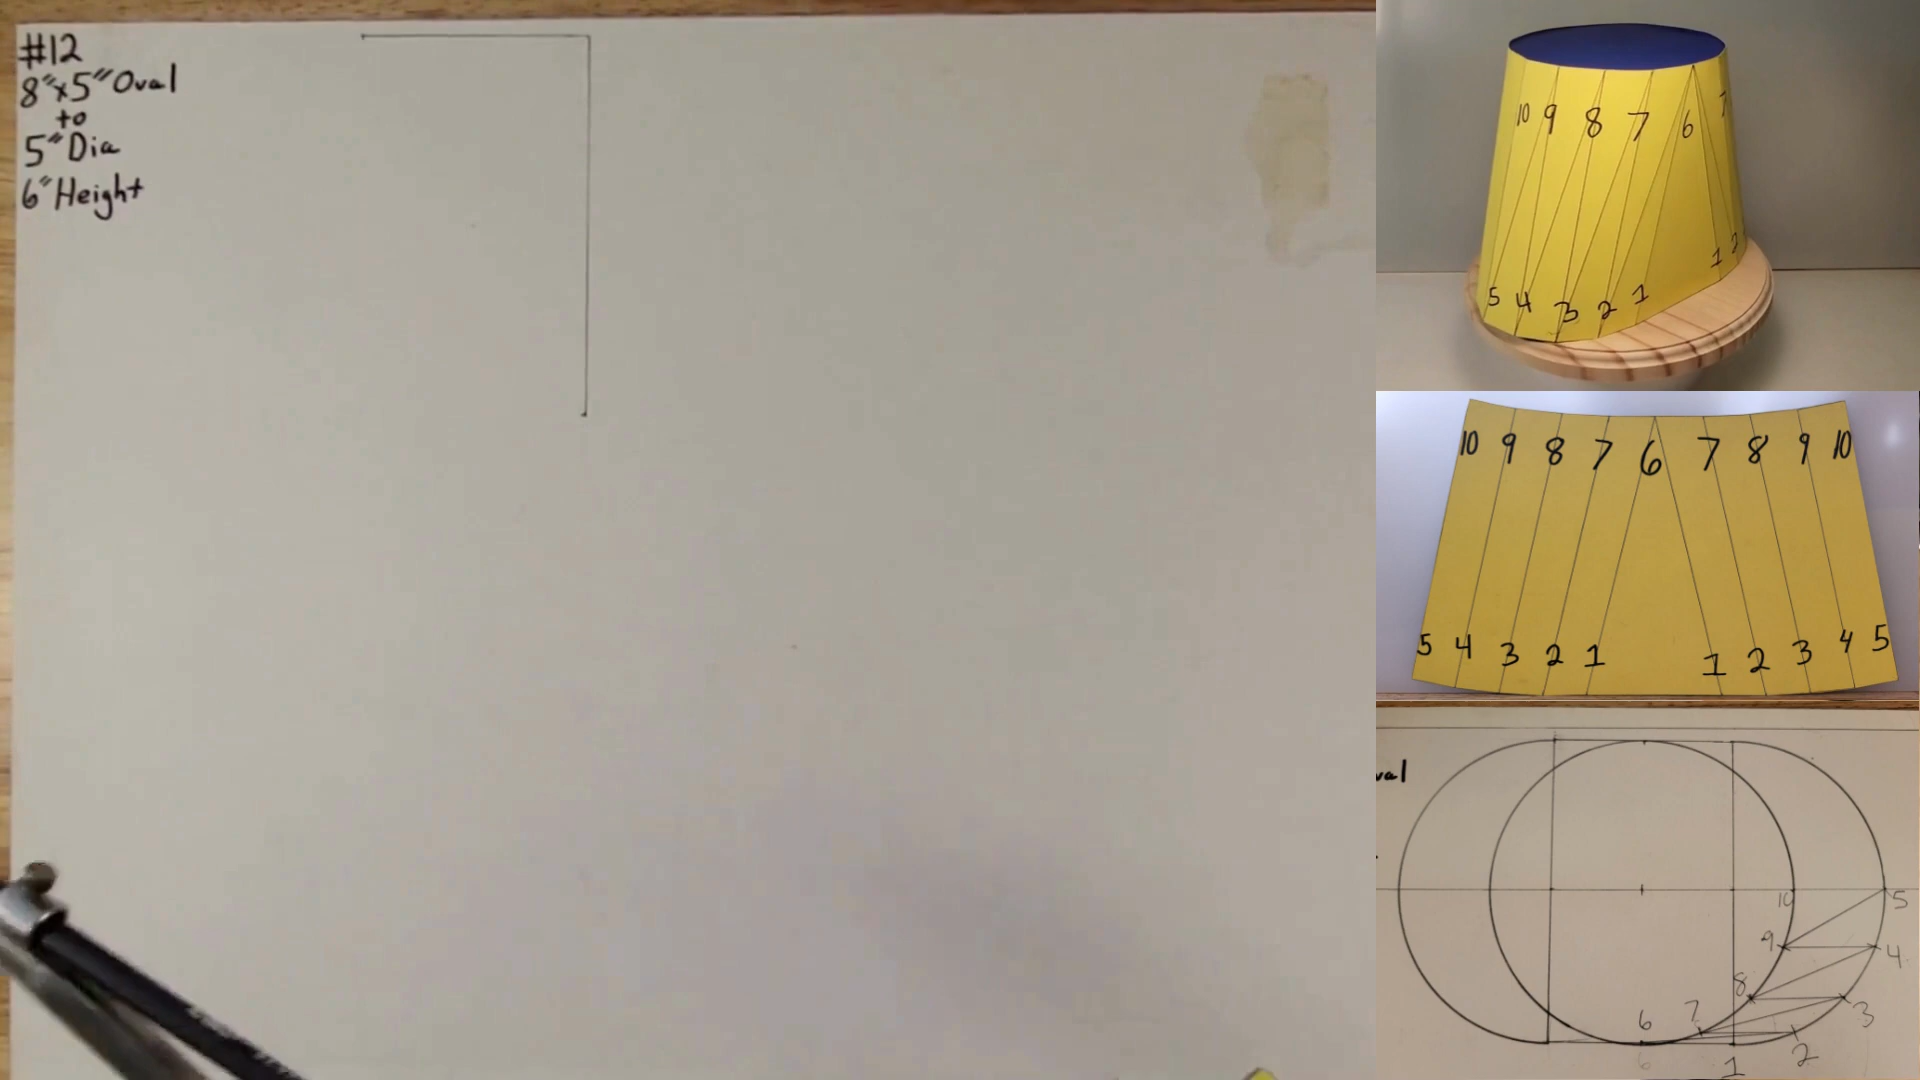 #12
8"x5" Oval
to
5" Dia
6" Height
10 9 8 7 6 7
5 4 3 2 1 1 2
10 9 8 7 6 7 8 9 10
5 4 3 2 1 1 2 3 4 5
val
10 5
9 4
8
7 3
6
6 1 2